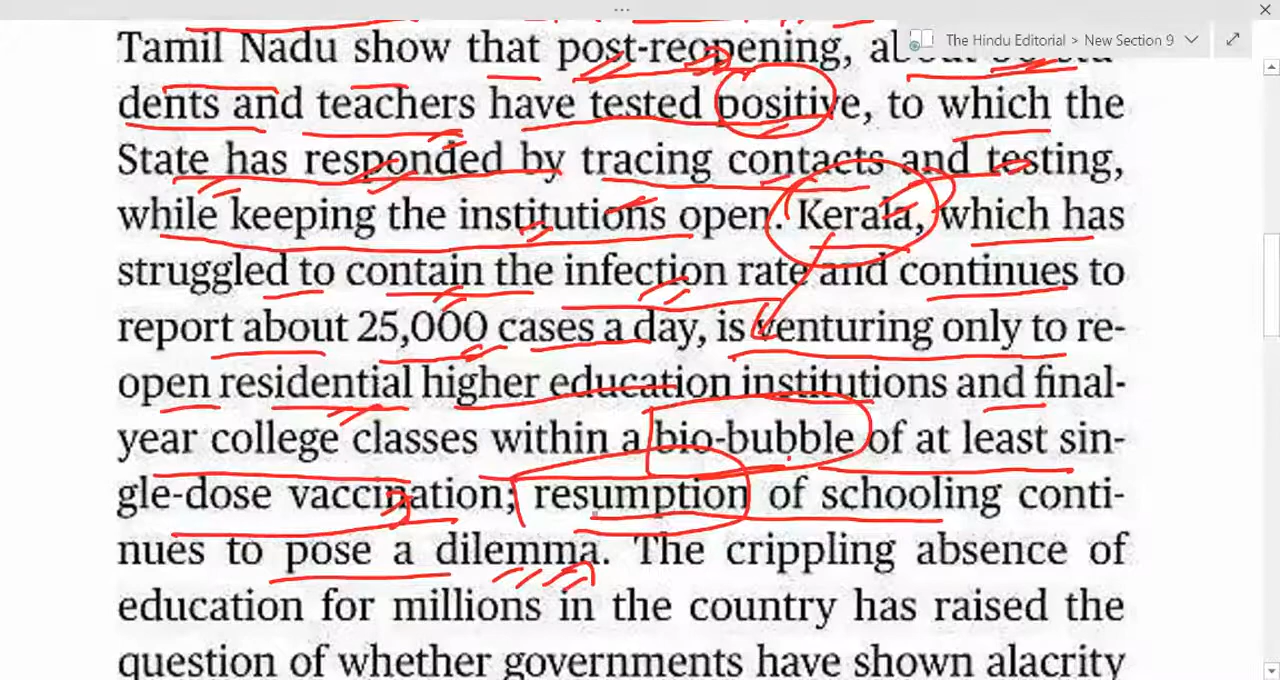 ...
The Hindu Editorial > New Section 9
Tamil Nadu show that post-reopening, about stu-
dents and teachers have tested positive, to which the
State has responded by tracing contacts and testing,
while keeping the institutions open. Kerala, which has
struggled to contain the infection rate and continues to
report about 25,000 cases a day, is venturing only to re-
open residential higher education institutions and final-
year college classes within a bio-bubble of at least sin-
gle-dose vaccination; resumption of schooling conti-
nues to pose a dilemma. The crippling absence of
education for millions in the country has raised the
question of whether governments have shown alacrity